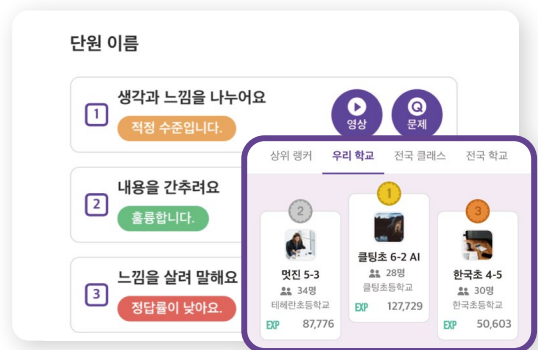 단원 이름
1
생각과 느낌을 나누어요
적정 수준입니다.
영상
Q
문제
2
내용을 간추려요
훌륭합니다.
3
느낌을 살려 말해요
정답률이 낮아요.
상위 랭커 우리 학교 전국 클래스 전국 학교
2
멋진 5-3
34명
테헤란초등학교
EXP 87,776
1
클팅초 6-2 AI
28명
클팅초등학교
EXP 127,729
3
한국초 4-5
30명
한국초등학교
EXP 50,603